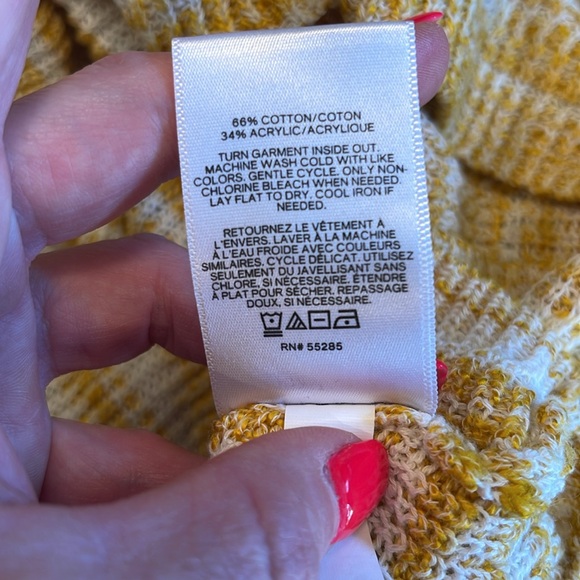 66% COTTON/COTON
34% ACRYLIC/ACRYLIQUE
TURN GARMENT INSIDE OUT.
MACHINE WASH COLD WITH LIKE
COLORS. GENTLE CYCLE. ONLY NON-
CHLORINE BLEACH WHEN NEEDED.
LAY FLAT TO DRY. COOL IRON IF
NEEDED.
RETOURNEZ LE VÊTEMENT À
L'ENVERS. LAVER À LA MACHINE
À L'EAU FROIDE AVEC COULEURS
SIMILAIRES. CYCLE DÉLICAT. UTILISEZ
SEULEMENT DU JAVELLISANT SANS
CHLORE, SI NÉCESSAIRE. ÉTENDRE
À PLAT POUR SÉCHER. REPASSAGE
DOUX, SI NÉCESSAIRE.
RN# 55285